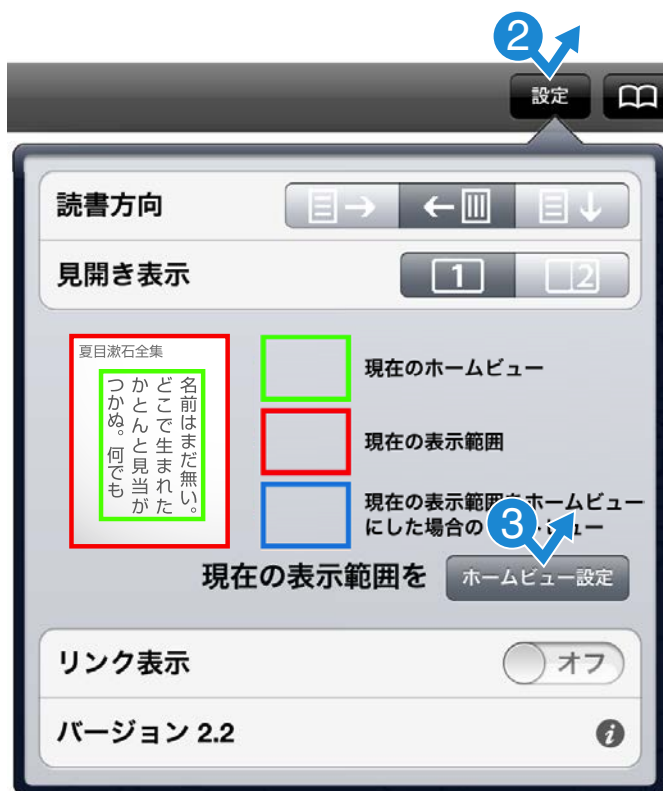 2
設定
読書方向
見開き表示
1
2
夏目漱石全集
名前はまだ無い。
どこで生まれた
かとんと見当が
つかぬ。何でも
現在のホームビュー
現在の表示範囲
現在の表示範囲をホームビュー
にした場合の
ュー
3
現在の表示範囲を
ホームビュー設定
リンク表示
オフ
バージョン 2.2
i